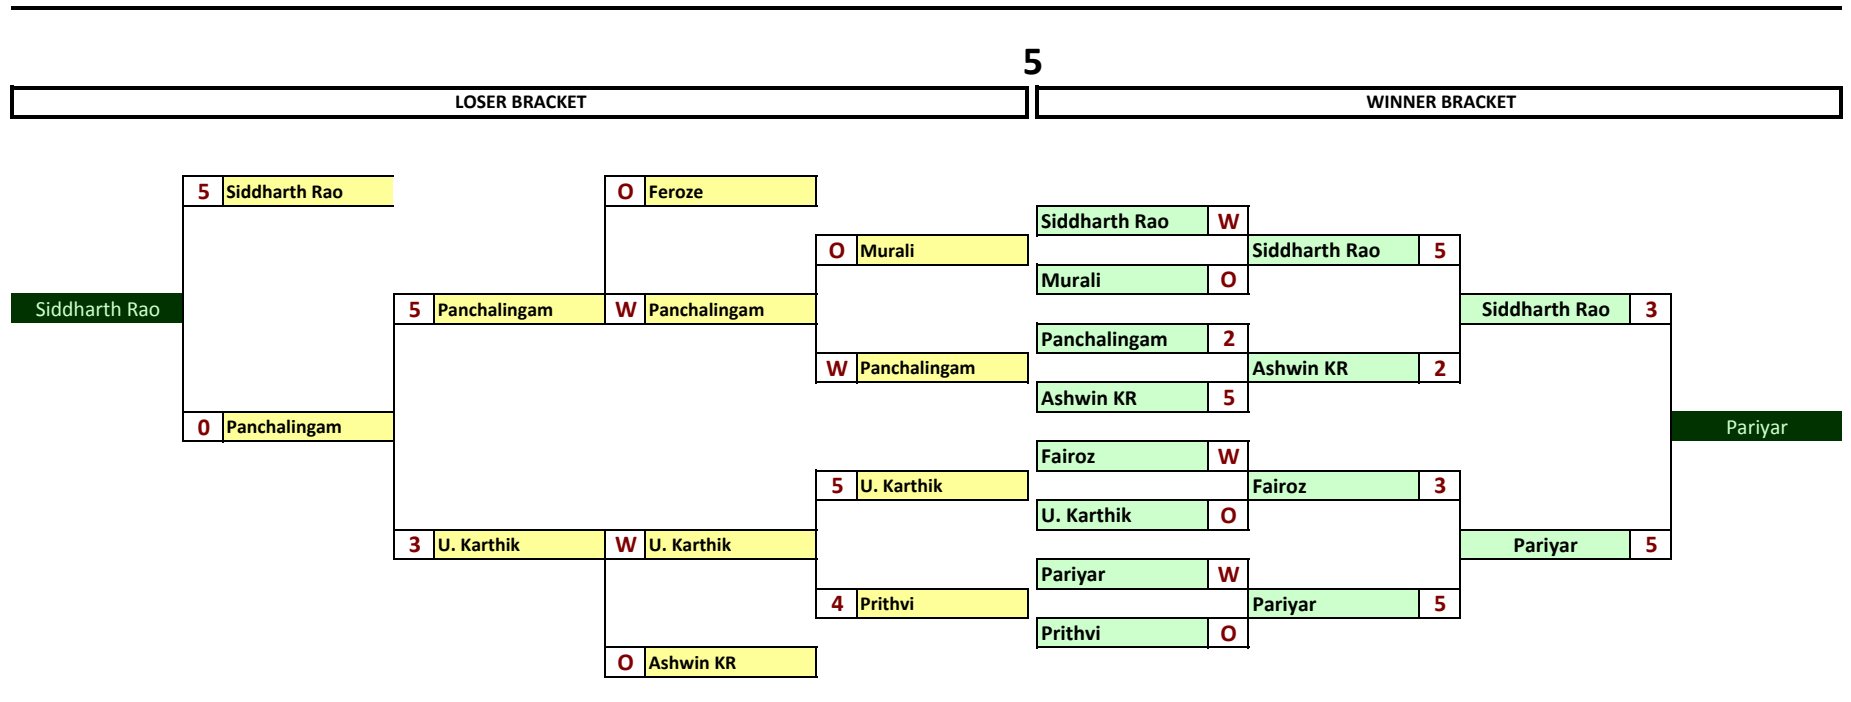 5
LOSER BRACKET WINNER BRACKET
5 Siddharth Rao O Feroze
Siddharth Rao W
O Murali Siddharth Rao 5
Murali O
Siddharth Rao 5 Panchalingam W Panchalingam Siddharth Rao 3
Panchalingam 2
W Panchalingam Ashwin KR 2
Ashwin KR 5
0 Panchalingam Pariyar
Fairoz W
5 U. Karthik Fairoz 3
U. Karthik O
3 U. Karthik W U. Karthik Pariyar 5
Pariyar W
4 Prithvi Pariyar 5
Prithvi O
O Ashwin KR